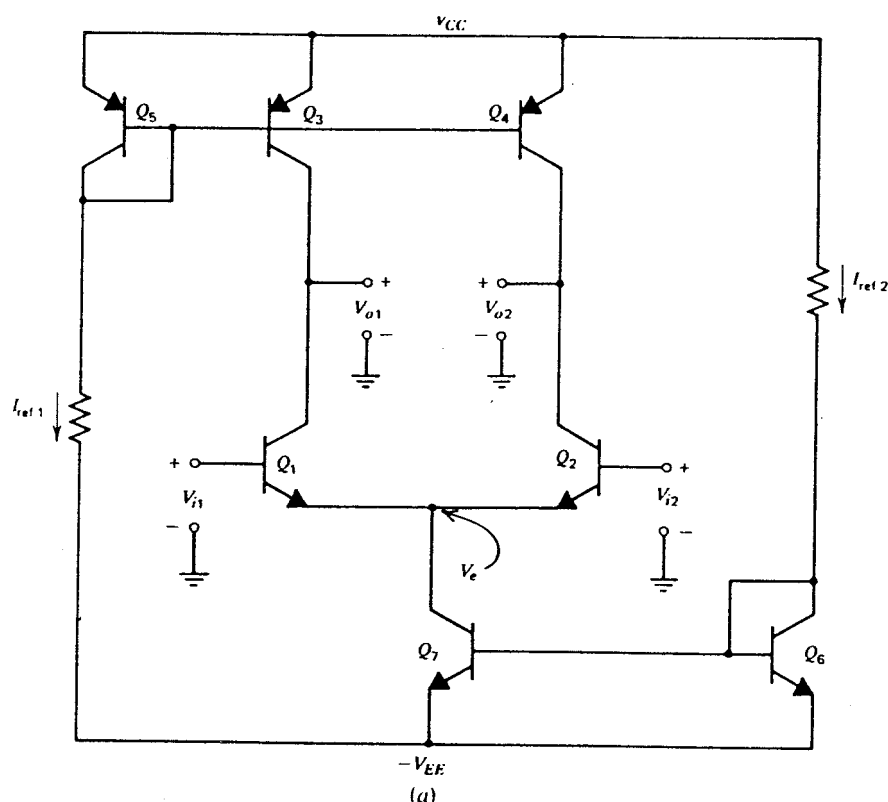 V_CC
Q_5
Q_3
Q_4
+
+
I_ref 2
V_o1
V_o2
−
−
I_ref 1
+
Q_1
Q_2
+
V_i1
V_i2
−
−
V_e
Q_7
Q_6
−V_EE
(a)